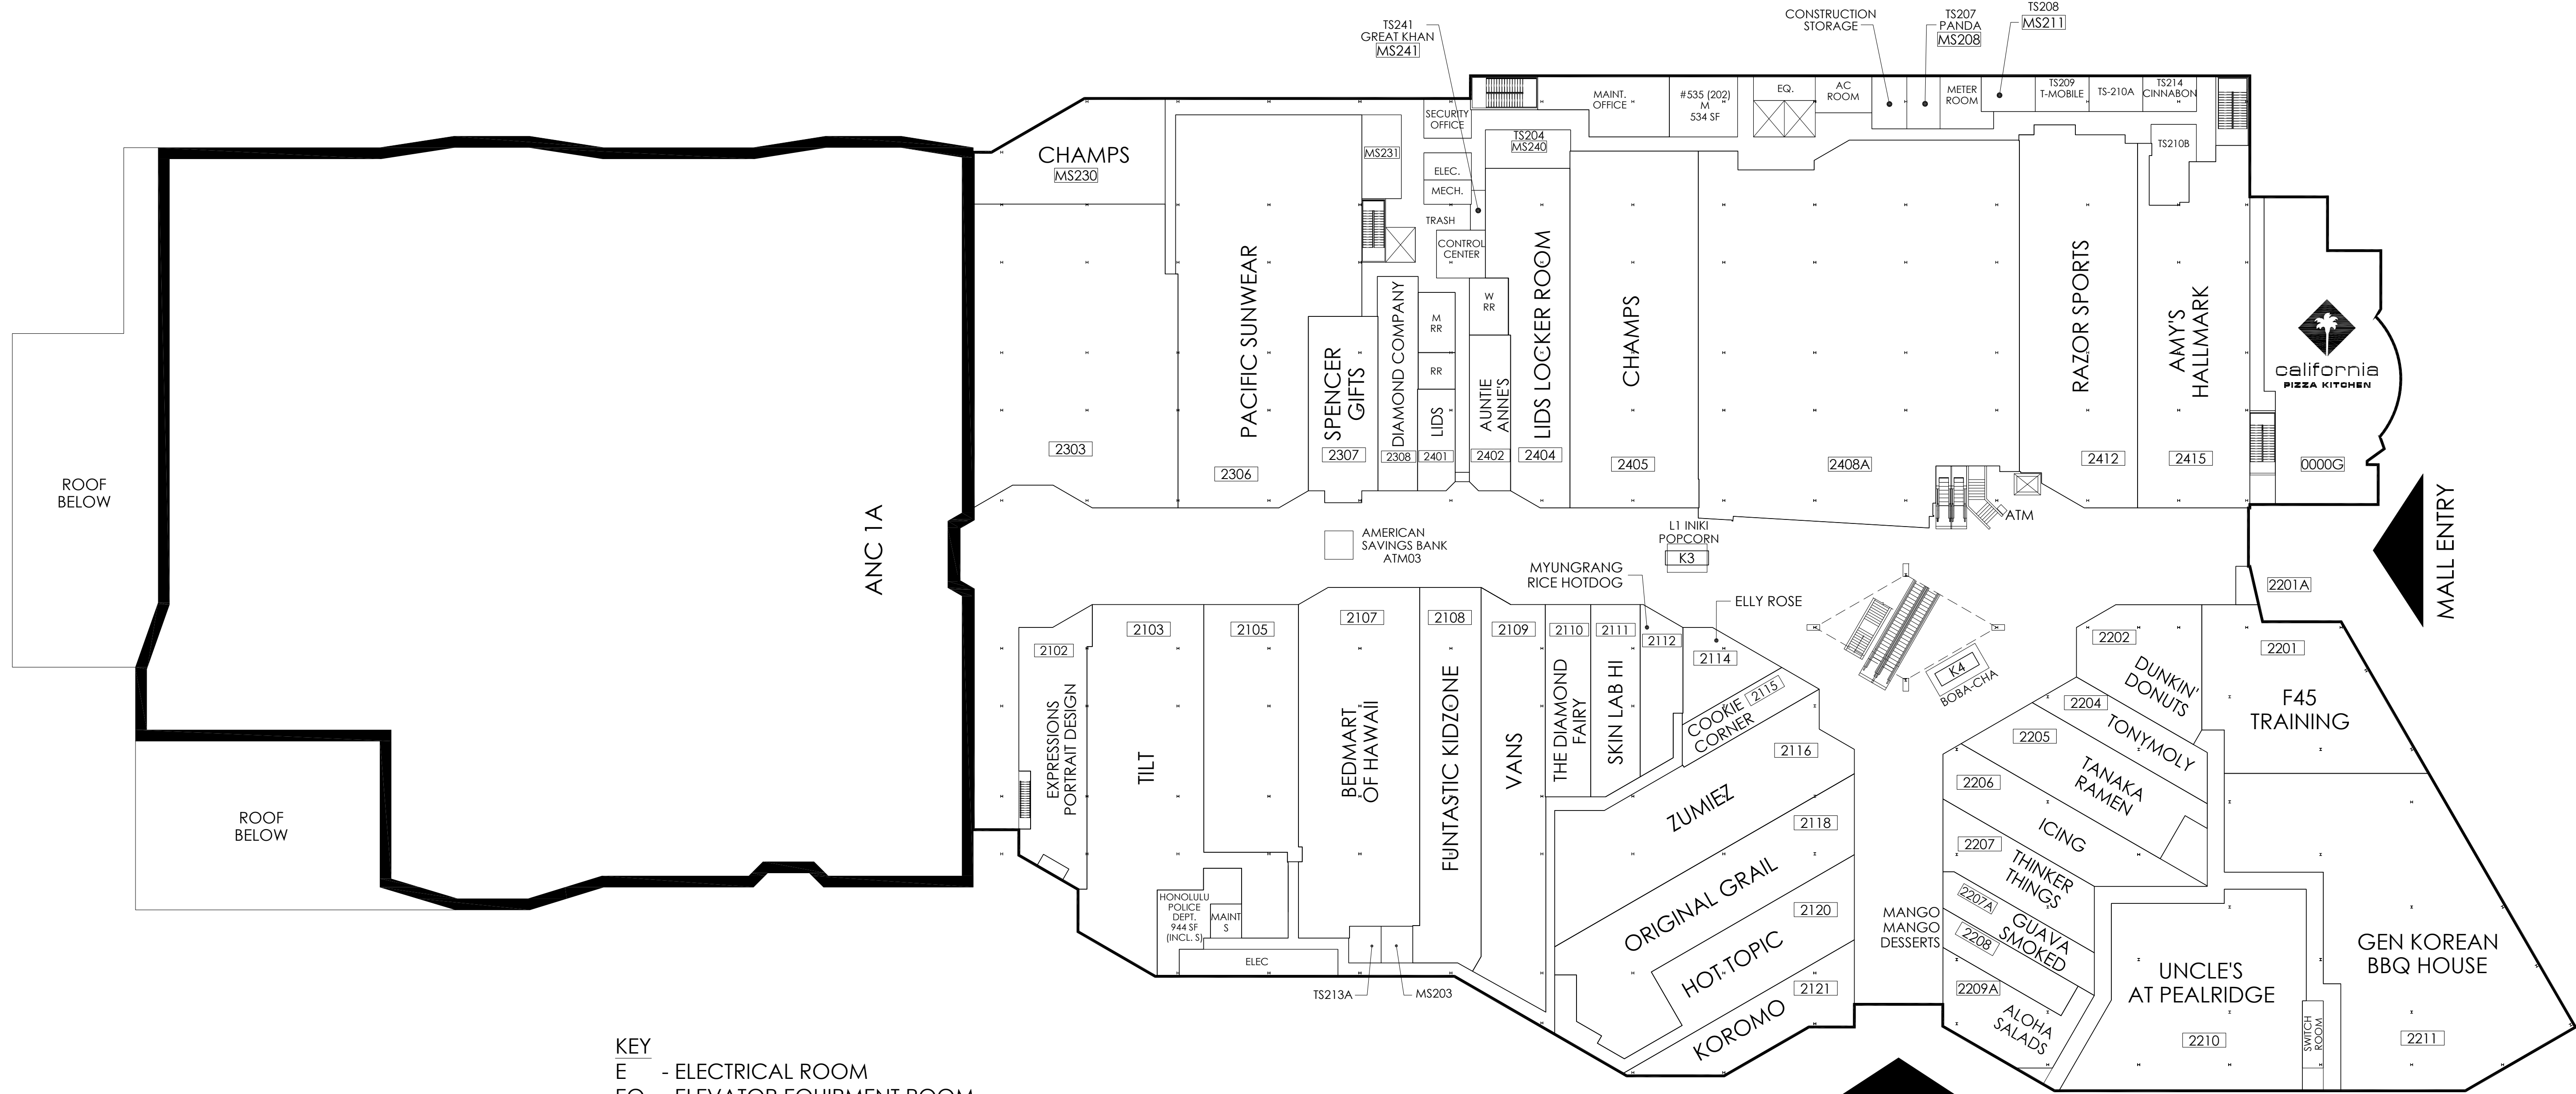 TS241
GREAT KHAN
MS241
CONSTRUCTION
STORAGE
TS207
PANDA
MS208
TS208
MS211
SECURITY
OFFICE
MAINT.
OFFICE
#535 (202)
M
534 SF
EQ.
AC
ROOM
METER
ROOM
TS209
T-MOBILE
TS-210A
TS214
CINNABON
TS210B
CHAMPS
MS230
MS231
ELEC.
MECH.
TRASH
CONTROL
CENTER
TS204
MS240
ROOF
BELOW
ANC 1A
2303
PACIFIC SUNWEAR
2306
SPENCER
GIFTS
2307
DIAMOND COMPANY
2308
M
RR
RR
LIDS
2401
W
RR
AUNTIE
ANNE'S
2402
LIDS LOCKER ROOM
2404
CHAMPS
2405
2408A
RAZOR SPORTS
2412
AMY'S
HALLMARK
2415
california
PIZZA KITCHEN
0000G
MALL ENTRY
ATM
AMERICAN
SAVINGS BANK
ATM03
L1 INIKI
POPCORN
K3
MYUNGRANG
RICE HOTDOG
ELLY ROSE
K4
BOBA-CHA
2201A
2102
EXPRESSIONS
PORTRAIT DESIGN
2103
TILT
2105
2107
BEDMART
OF HAWAII
2108
FUNTASTIC KIDZONE
2109
VANS
2110
THE DIAMOND
FAIRY
2111
SKIN LAB HI
2112
2114
COOKIE
CORNER
2115
2116
ZUMIEZ
2118
ORIGINAL GRAIL
2120
HOT TOPIC
2121
KOROMO
2202
DUNKIN'
DONUTS
2201
F45
TRAINING
2204
TONYMOLY
2205
TANAKA
RAMEN
2206
ICING
2207
THINKER
THINGS
2207A
GUAVA
SMOKED
MANGO
MANGO
DESSERTS
2208
2209A
ALOHA
SALADS
UNCLE'S
AT PEALRIDGE
2210
SWITCH
ROOM
GEN KOREAN
BBQ HOUSE
2211
ROOF
BELOW
HONOLULU
POLICE
DEPT.
944 SF
(INCL. S)
MAINT
S
ELEC
TS213A
MS203
KEY
E - ELECTRICAL ROOM
EQ - ELEVATOR EQUIPMENT ROOM